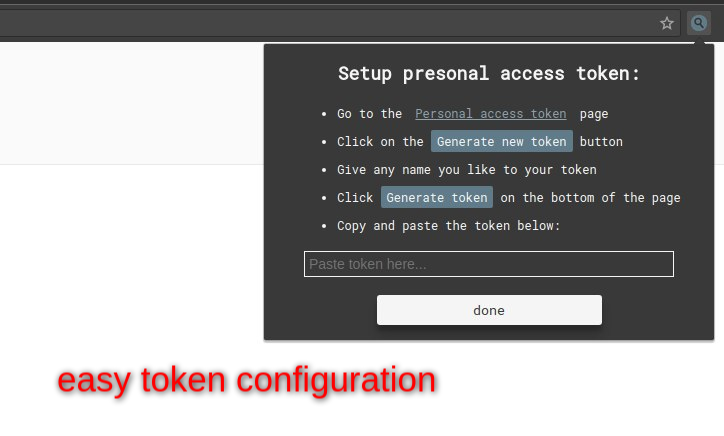 Setup presonal access token:
• Go to the Personal access token page
• Click on the Generate new token button
• Give any name you like to your token
• Click Generate token on the bottom of the page
• Copy and paste the token below:
Paste token here...
done
easy token configuration